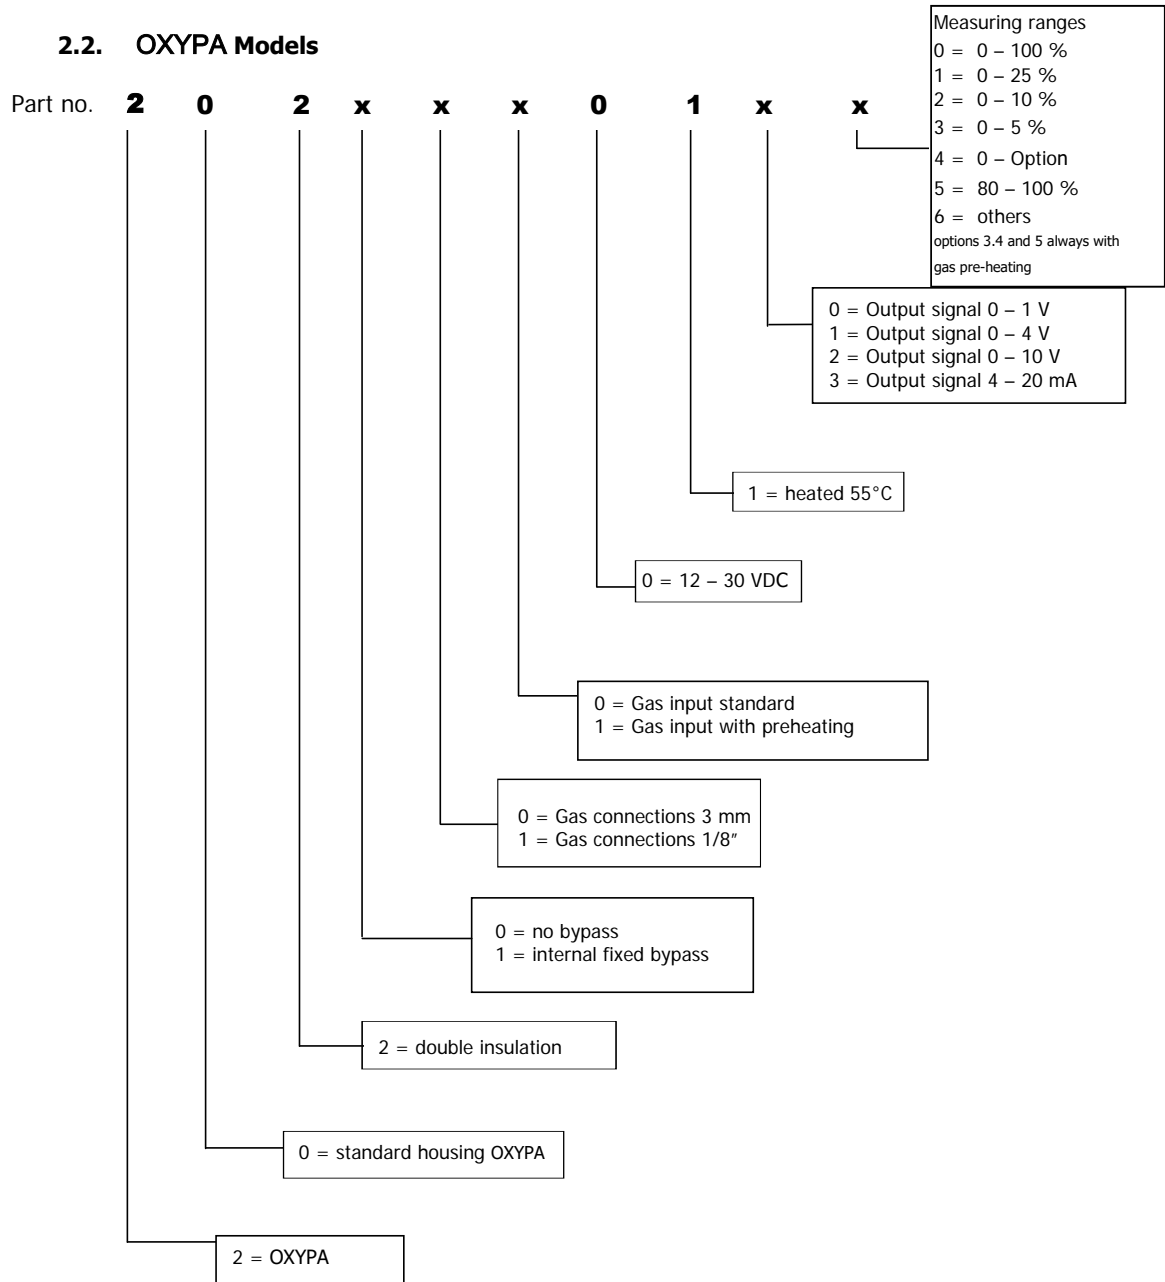 2.2. OXYPA Models
Part no. 2 0 2 x x x 0 1 x x
Measuring ranges
0 = 0 – 100 %
1 = 0 – 25 %
2 = 0 – 10 %
3 = 0 – 5 %
4 = 0 – Option
5 = 80 – 100 %
6 = others
options 3.4 and 5 always with
gas pre-heating
0 = Output signal 0 – 1 V
1 = Output signal 0 – 4 V
2 = Output signal 0 – 10 V
3 = Output signal 4 – 20 mA
1 = heated 55°C
0 = 12 – 30 VDC
0 = Gas input standard
1 = Gas input with preheating
0 = Gas connections 3 mm
1 = Gas connections 1/8″
0 = no bypass
1 = internal fixed bypass
2 = double insulation
0 = standard housing OXYPA
2 = OXYPA